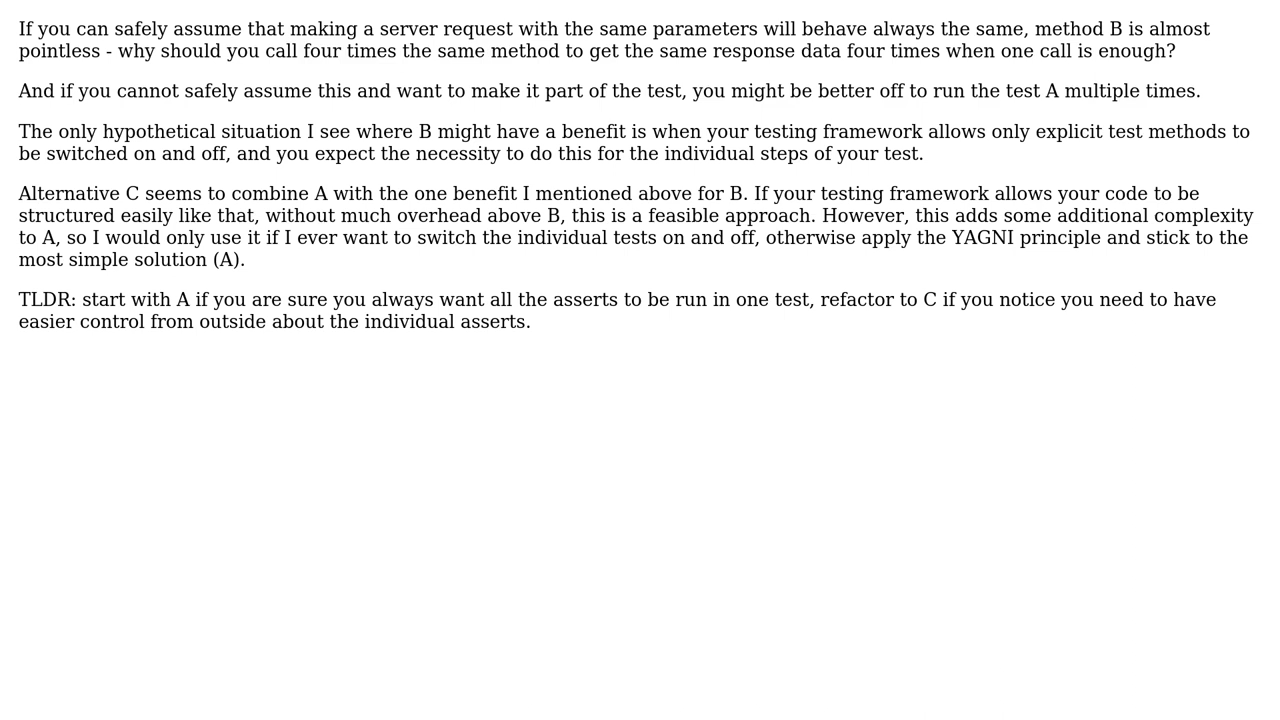 If you can safely assume that making a server request with the same parameters will behave always the same, method B is almost
pointless - why should you call four times the same method to get the same response data four times when one call is enough?
And if you cannot safely assume this and want to make it part of the test, you might be better off to run the test A multiple times.
The only hypothetical situation I see where B might have a benefit is when your testing framework allows only explicit test methods to
be switched on and off, and you expect the necessity to do this for the individual steps of your test.
Alternative C seems to combine A with the one benefit I mentioned above for B. If your testing framework allows your code to be
structured easily like that, without much overhead above B, this is a feasible approach. However, this adds some additional complexity
to A, so I would only use it if I ever want to switch the individual tests on and off, otherwise apply the YAGNI principle and stick to the
most simple solution (A).
TLDR: start with A if you are sure you always want all the asserts to be run in one test, refactor to C if you notice you need to have
easier control from outside about the individual asserts.